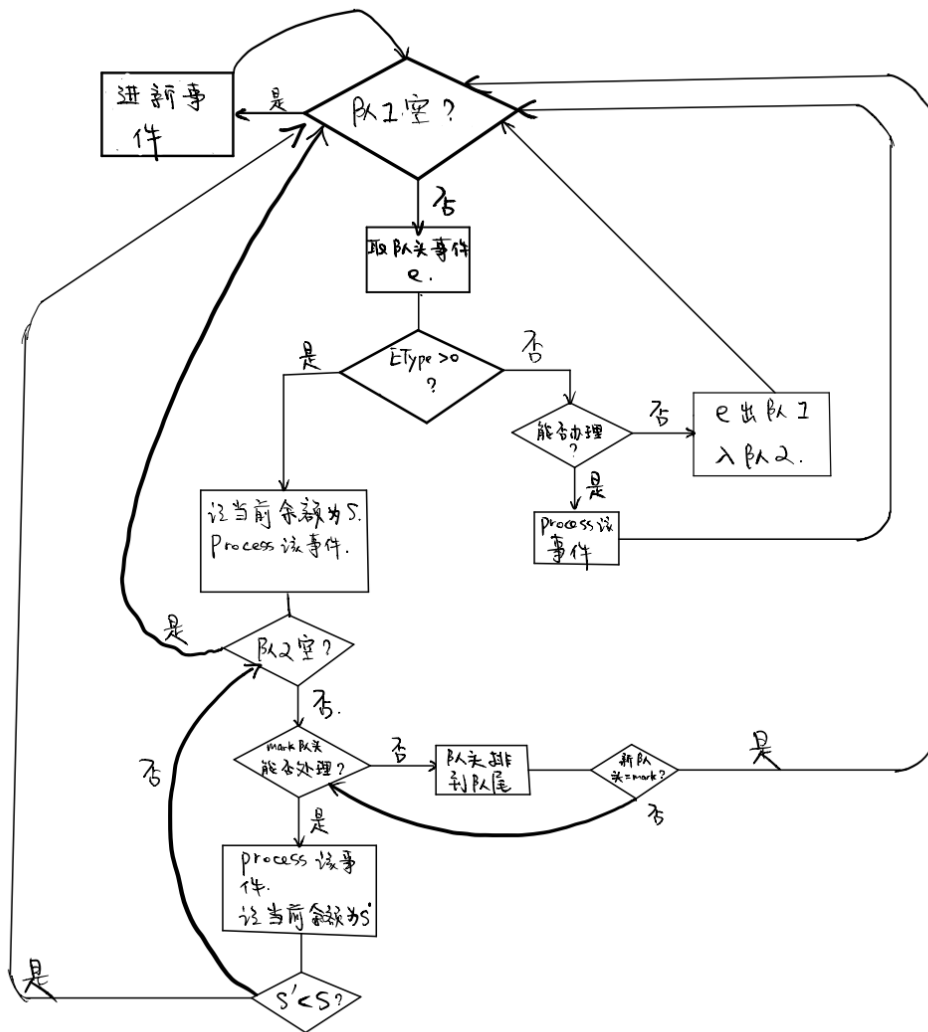 进新事
件
是
队1空?
否
取队头事件
e.
EType>0
?
是
否
能否办理
?
否
e出队1
入队2.
是
process该
事件
记当前余额为S.
Process该事件.
是
队2空?
否.
mark队头
能否处理?
否
队头排
到队尾
新队
头=mark?
是
否
否
是
process该事
件.
记当前余额为S'
是
S'<S?